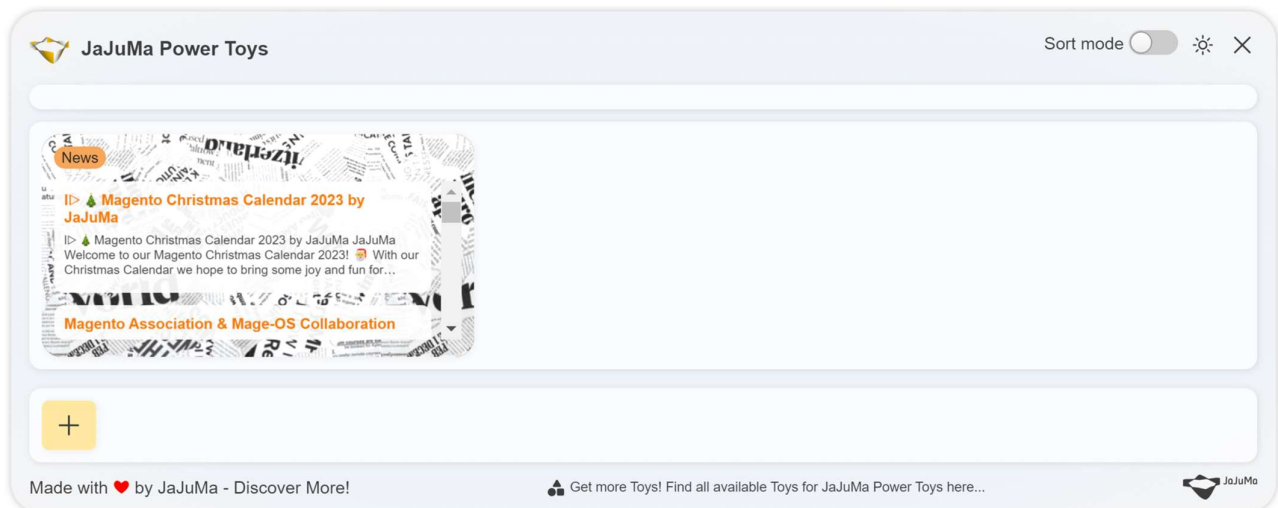 JaJuMa Power Toys
Sort mode
News
🎄 Magento Christmas Calendar 2023 by
JaJuMa
🎄 Magento Christmas Calendar 2023 by JaJuMa JaJuMa
Welcome to our Magento Christmas Calendar 2023! 🎅 With our
Christmas Calendar we hope to bring some joy and fun for…
Magento Association & Mage-OS Collaboration
Made with ❤ by JaJuMa - Discover More!
Get more Toys! Find all available Toys for JaJuMa Power Toys here...
JaJuMa